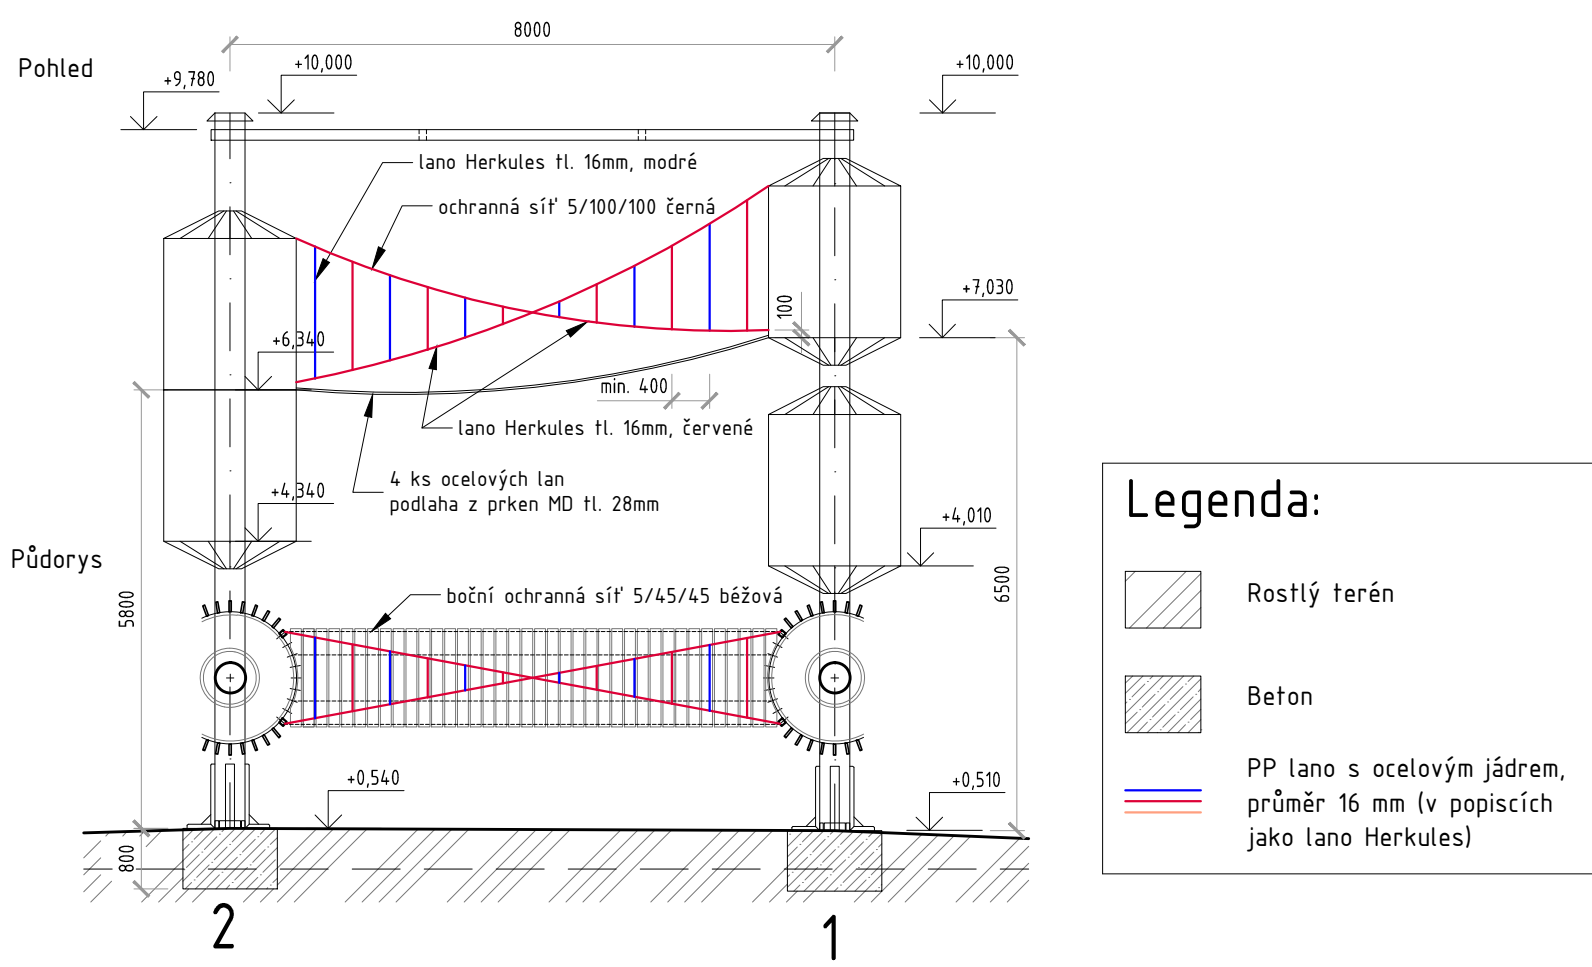 8000
Pohled
+9,780
+10,000
+10,000
lano Herkules tl. 16mm, modré
ochranná síť 5/100/100 černá
+7,030
100
+6,340
min. 400
lano Herkules tl. 16mm, červené
4 ks ocelových lan
podlaha z prken MD tl. 28mm
+4,340
+4,010
Půdorys
5800
6500
boční ochranná síť 5/45/45 béžová
+0,540
+0,510
800
2
1
Legenda:
Rostlý terén
Beton
PP lano s ocelovým jádrem,
průměr 16 mm (v popiscích
jako lano Herkules)